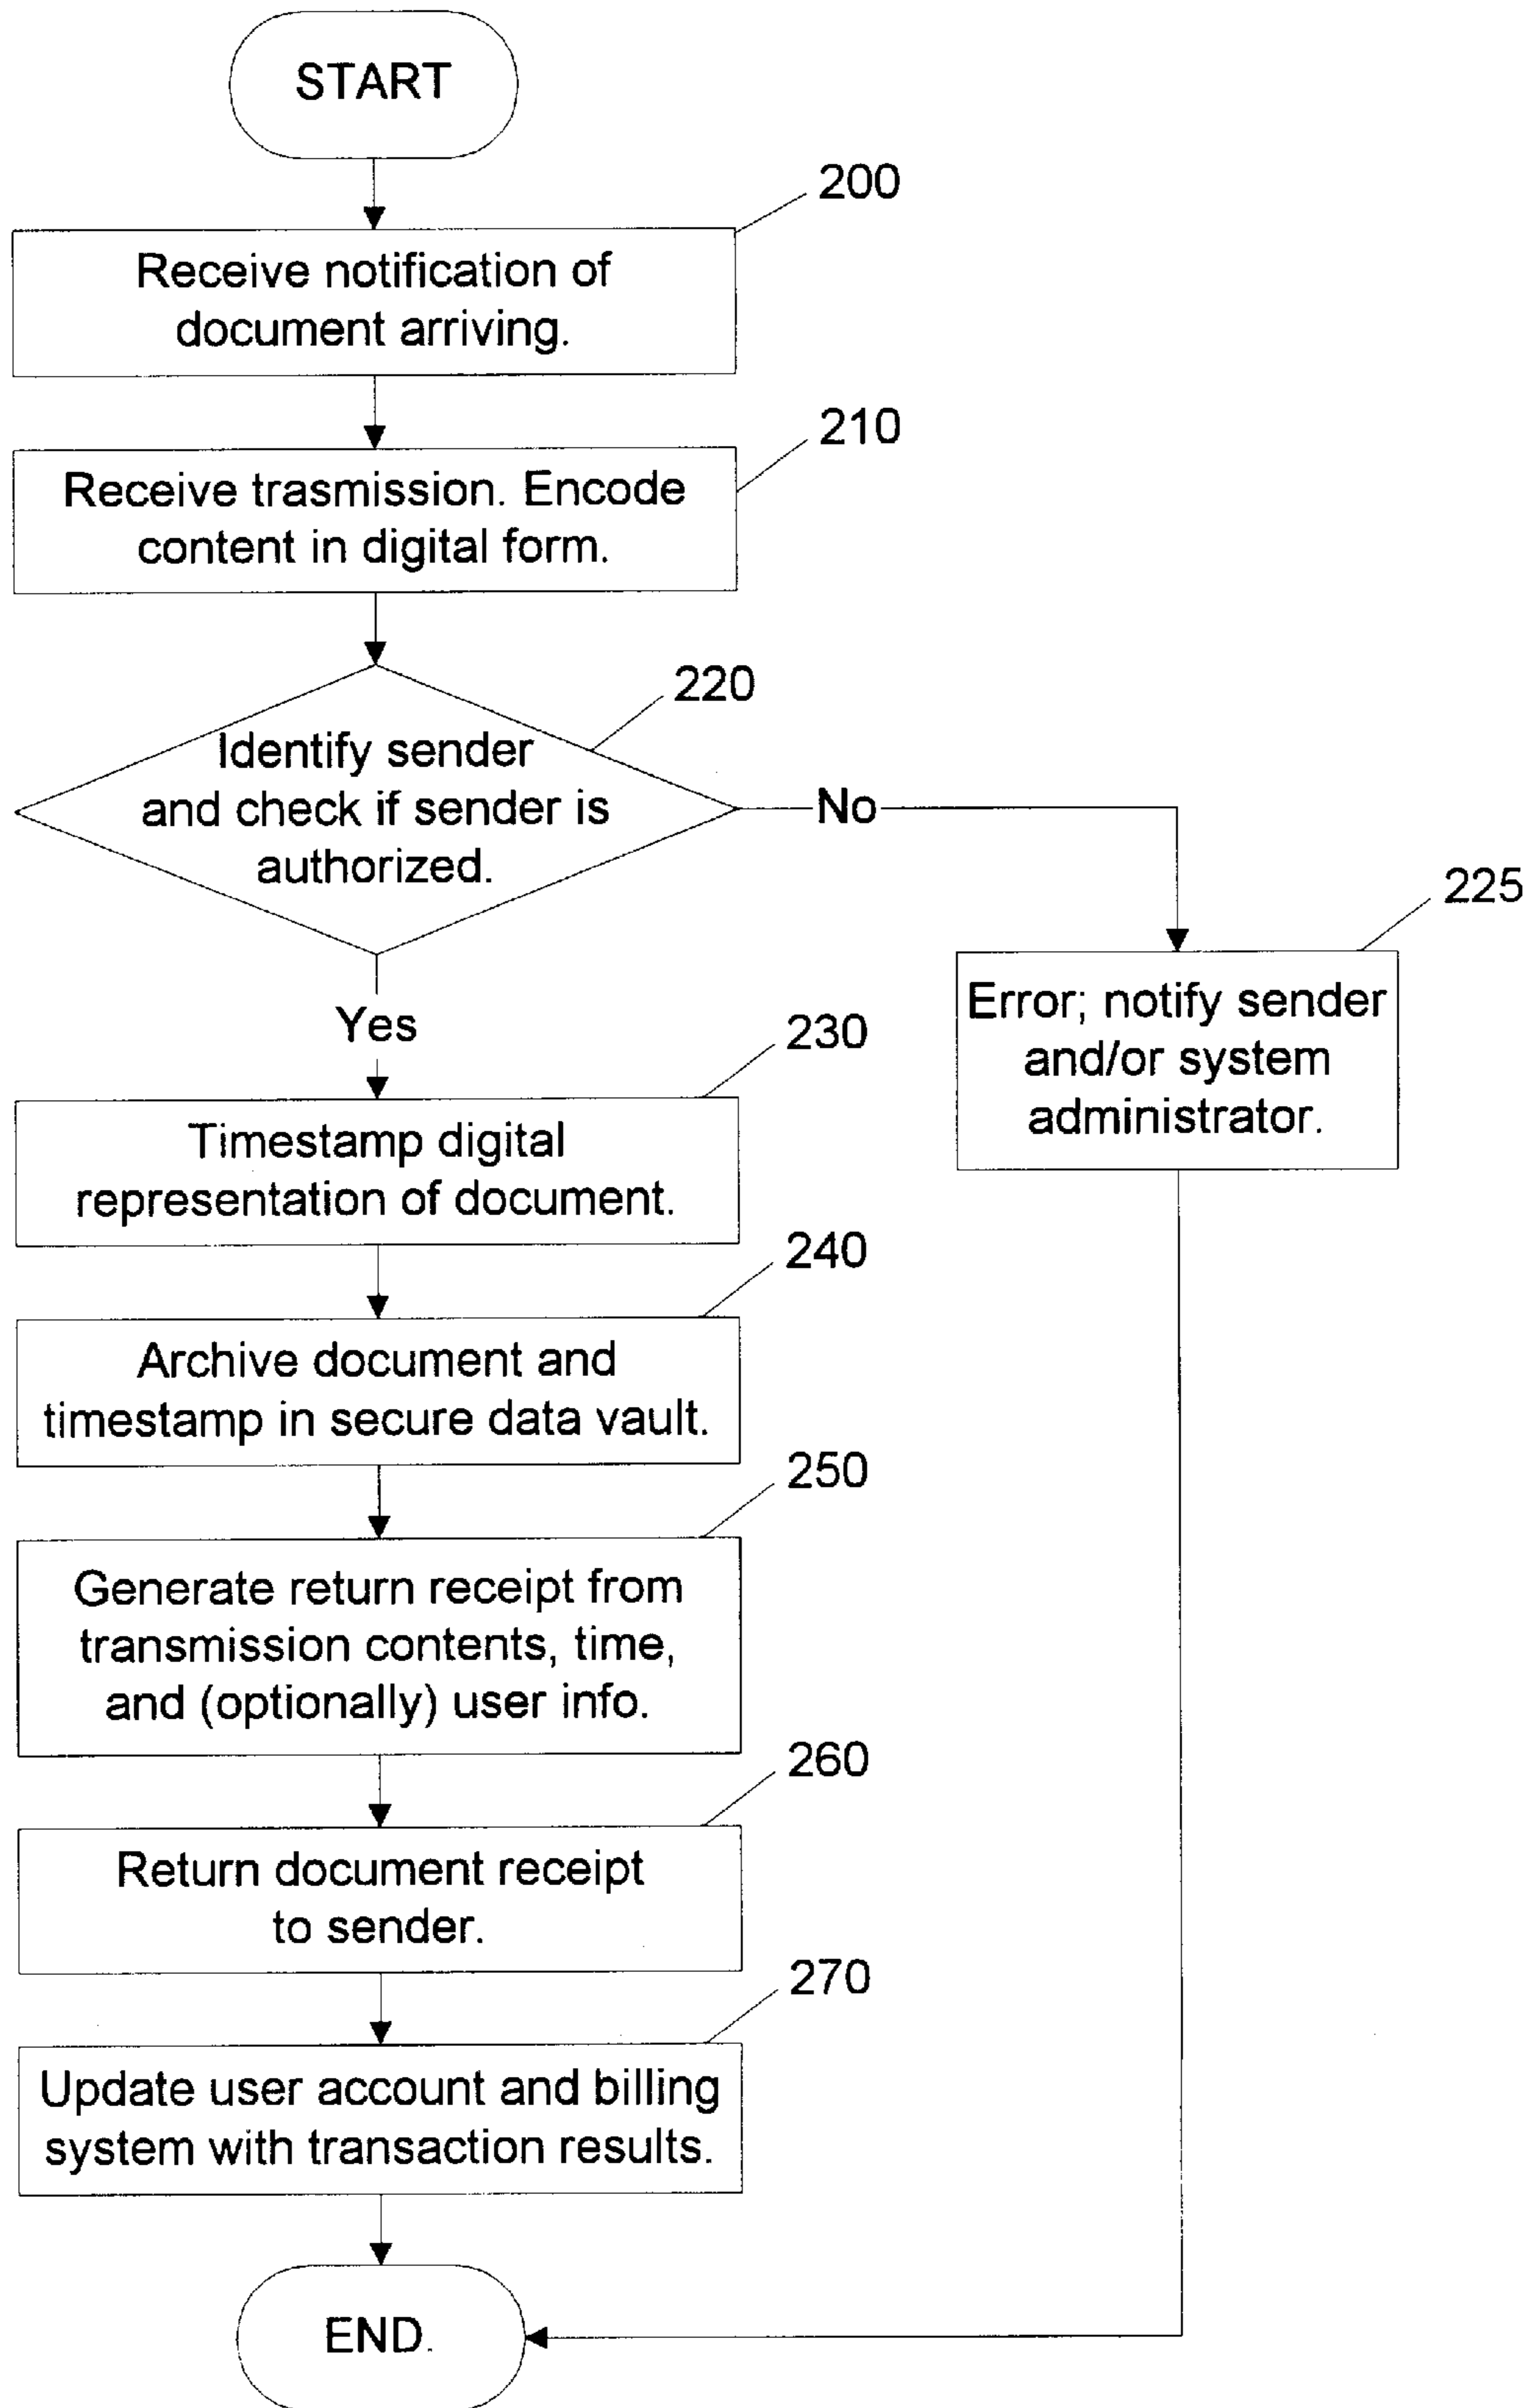 START
200
Receive notification of
document arriving.
210
Receive trasmission. Encode
content in digital form.
220
Identify sender
and check if sender is
authorized.
No
225
Error; notify sender
and/or system
administrator.
Yes
230
Timestamp digital
representation of document.
240
Archive document and
timestamp in secure data vault.
250
Generate return receipt from
transmission contents, time,
and (optionally) user info.
260
Return document receipt
to sender.
270
Update user account and billing
system with transaction results.
END.